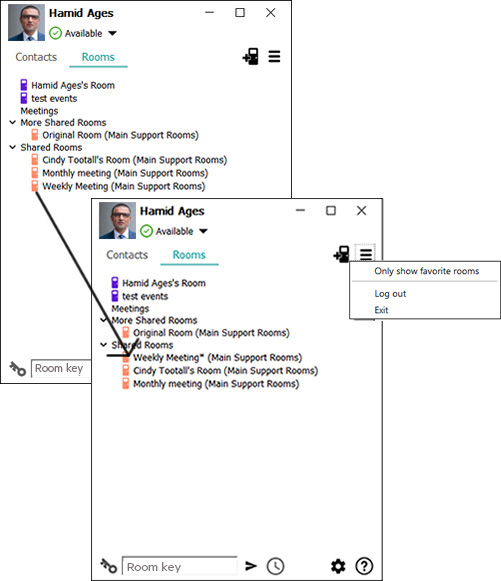 Hamid Ages
Available
Contacts Rooms
Hamid Ages's Room
test events
Meetings
More Shared Rooms
Original Room (Main Support Rooms)
Shared Rooms
Cindy Tootall's Room (Main Support Rooms)
Monthly meeting (Main Support Rooms)
Weekly Meeting (Main Support Rooms)
Room key
Hamid Ages
Available
Contacts Rooms
Only show favorite rooms
Log out
Exit
Hamid Ages's Room
test events
Meetings
More Shared Rooms
Original Room (Main Support Rooms)
Shared Rooms
Weekly Meeting* (Main Support Rooms)
Cindy Tootall's Room (Main Support Rooms)
Monthly meeting (Main Support Rooms)
Room key